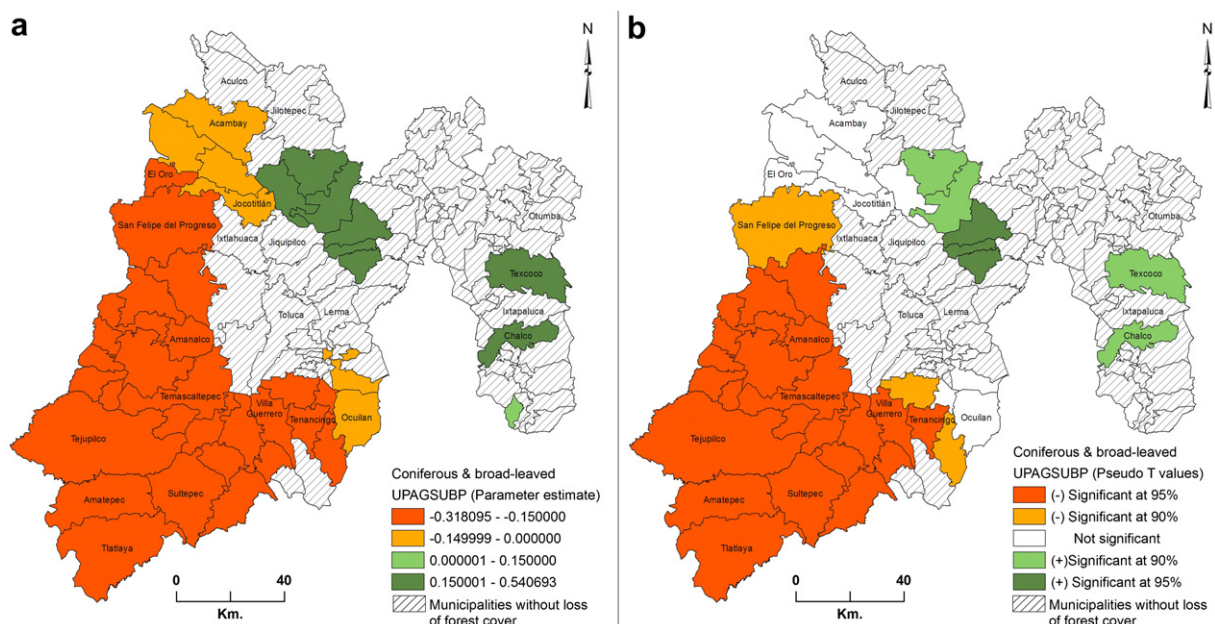 a
N
Aculco
Jilotepec
Acambay
El Oro
Jocotitlán
San Felipe del Progreso
Ixtlahuaca
Jiquipilco
Otumba
Texcoco
Toluca
Lerma
Ixtapaluca
Chalco
Amanalco
Temascaltepec
Villa
Guerrero
Tenancingo
Ocuilan
Tejupilco
Amatepec
Sultepec
Tlatlaya
0
40
Km.
Coniferous & broad-leaved
UPAGSUBP (Parameter estimate)
-0.318095 - -0.150000
-0.149999 - 0.000000
0.000001 - 0.150000
0.150001 - 0.540693
Municipalities without loss
of forest cover
b
N
Aculco
Jilotepec
Acambay
El Oro
Jocotitlán
San Felipe del Progreso
Ixtlahuaca
Jiquipilco
Otumba
Texcoco
Toluca
Lerma
Ixtapaluca
Chalco
Amanalco
Temascaltepec
Villa
Guerrero
Tenancingo
Ocuilan
Tejupilco
Amatepec
Sultepec
Tlatlaya
0
40
Km.
Coniferous & broad-leaved
UPAGSUBP (Pseudo T values)
(-) Significant at 95%
(-) Significant at 90%
Not significant
(+)Significant at 90%
(+) Significant at 95%
Municipalities without loss
of forest cover